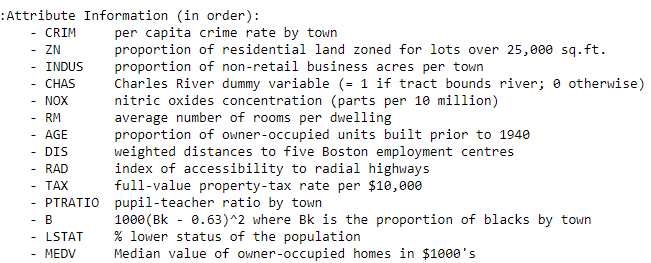 :Attribute Information (in order):
- CRIM per capita crime rate by town
- ZN proportion of residential land zoned for lots over 25,000 sq.ft.
- INDUS proportion of non-retail business acres per town
- CHAS Charles River dummy variable (= 1 if tract bounds river; 0 otherwise)
- NOX nitric oxides concentration (parts per 10 million)
- RM average number of rooms per dwelling
- AGE proportion of owner-occupied units built prior to 1940
- DIS weighted distances to five Boston employment centres
- RAD index of accessibility to radial highways
- TAX full-value property-tax rate per $10,000
- PTRATIO pupil-teacher ratio by town
- B 1000(Bk - 0.63)^2 where Bk is the proportion of blacks by town
- LSTAT % lower status of the population
- MEDV Median value of owner-occupied homes in $1000's